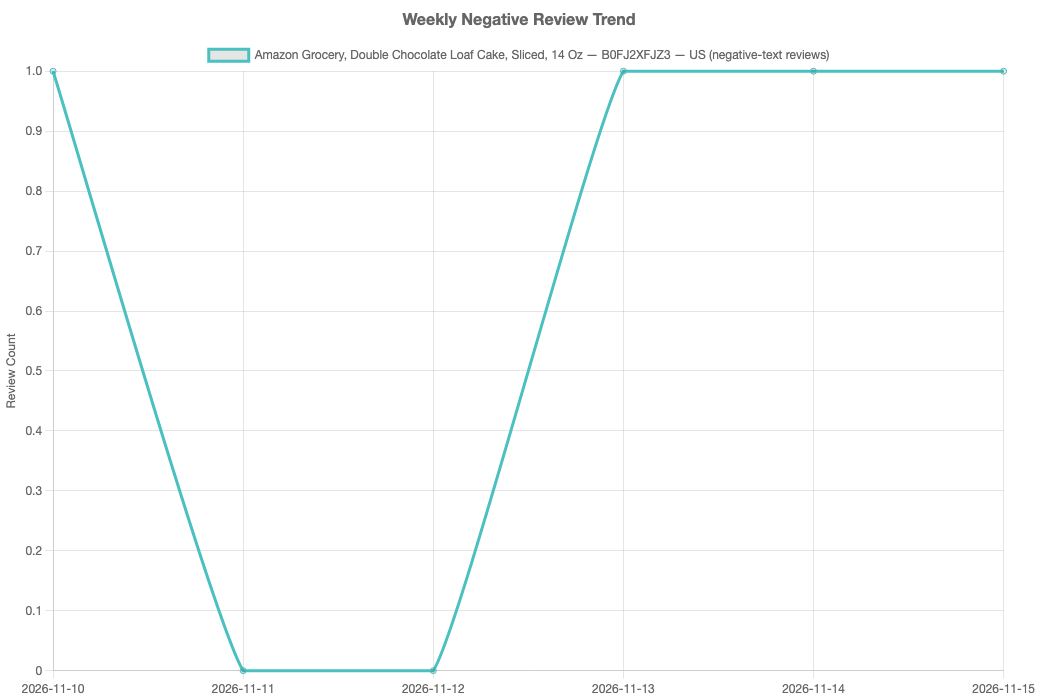 Weekly Negative Review Trend
Amazon Grocery, Double Chocolate Loaf Cake, Sliced, 14 Oz — B0FJ2XFJZ3 — US (negative-text reviews)
1.0
0.9
0.8
0.7
0.6
0.5
0.4
0.3
0.2
0.1
0
Review Count
2026-11-10 2026-11-11 2026-11-12 2026-11-13 2026-11-14 2026-11-15